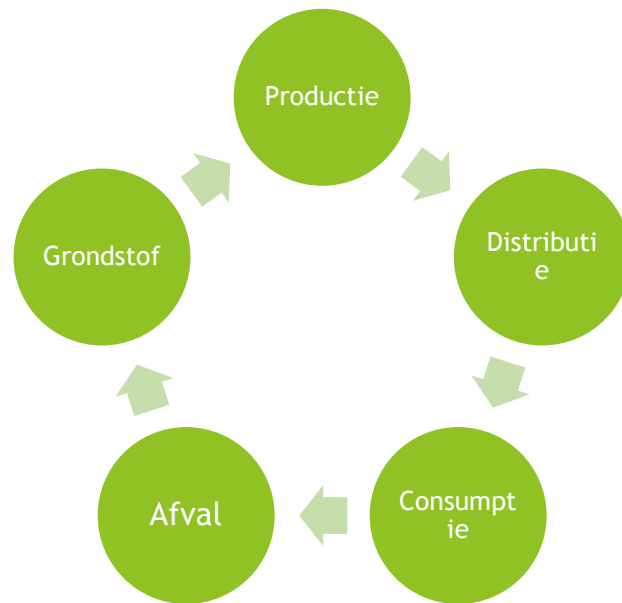 Productie
Distributi
e
Consumpt
ie
Afval
Grondstof